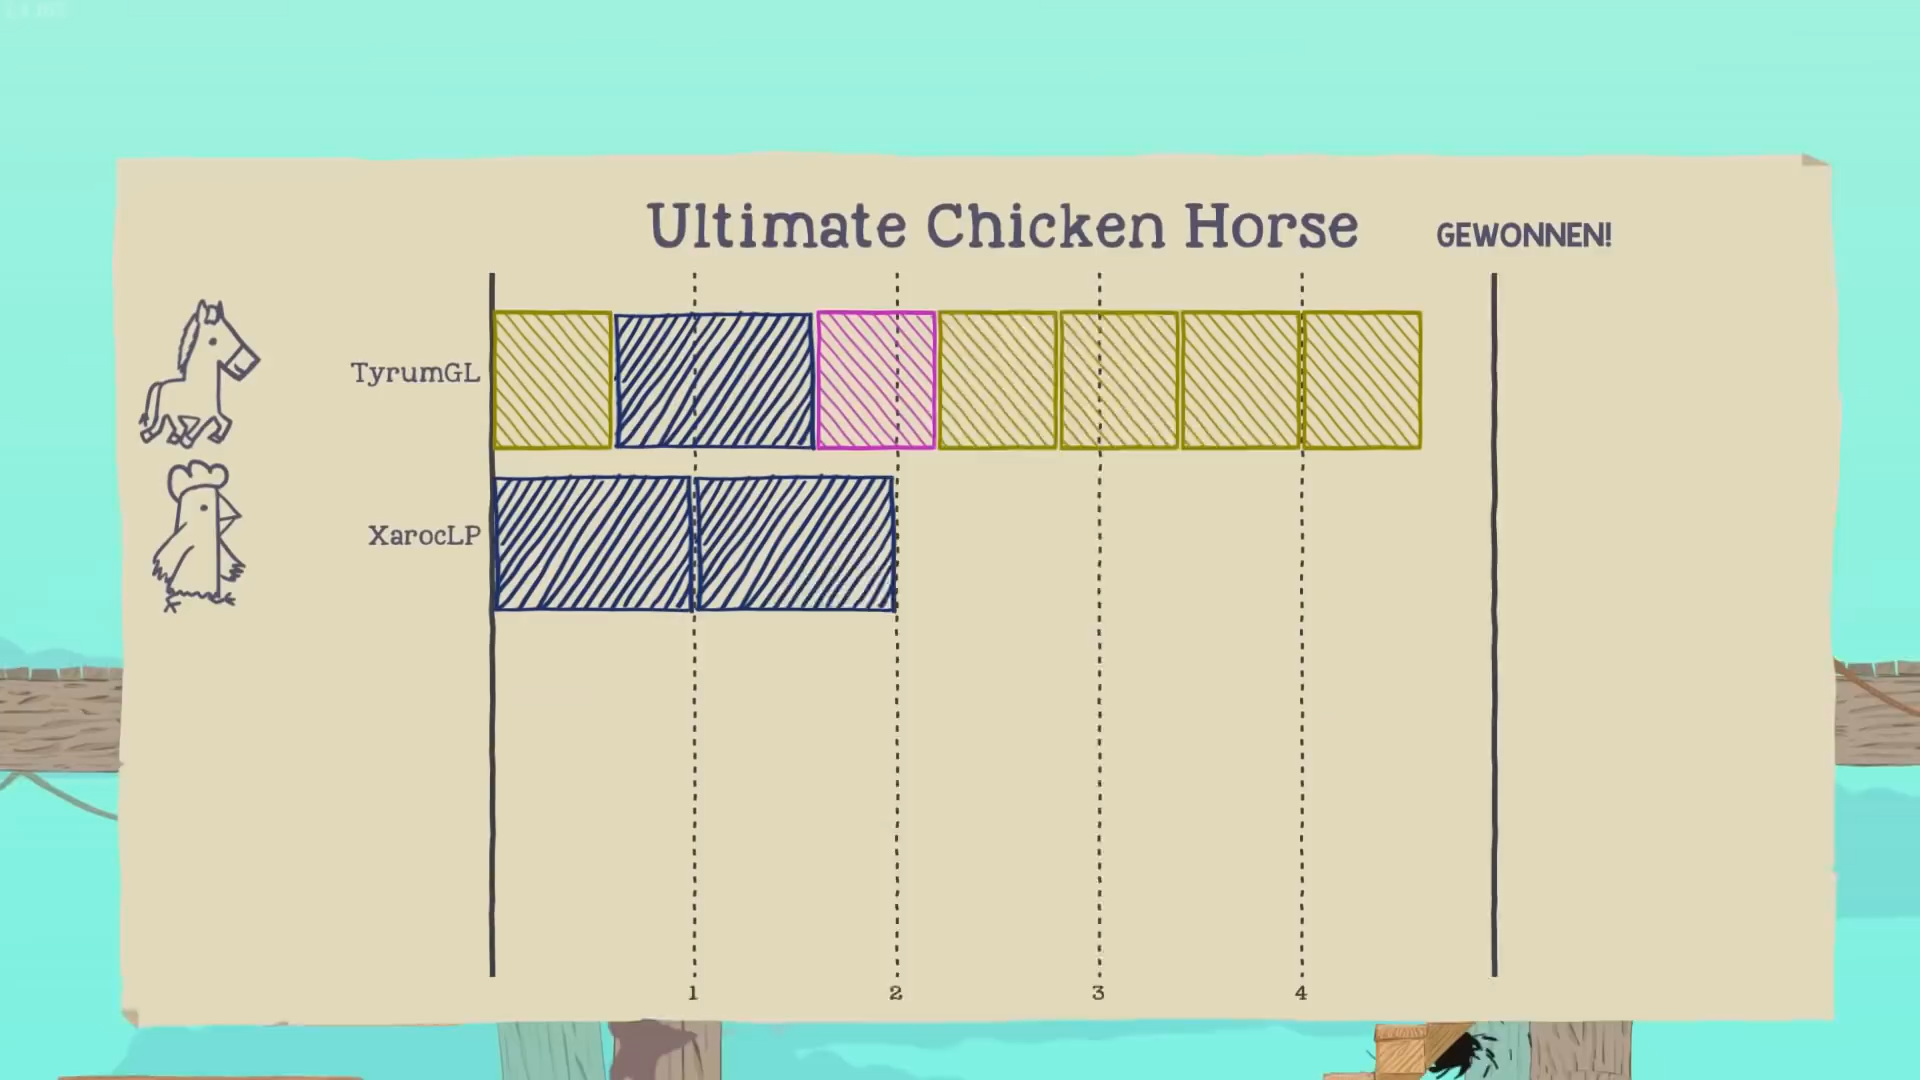 Ultimate Chicken Horse
GEWONNEN!
TyrumGL
XarocLP
1 2 3 4